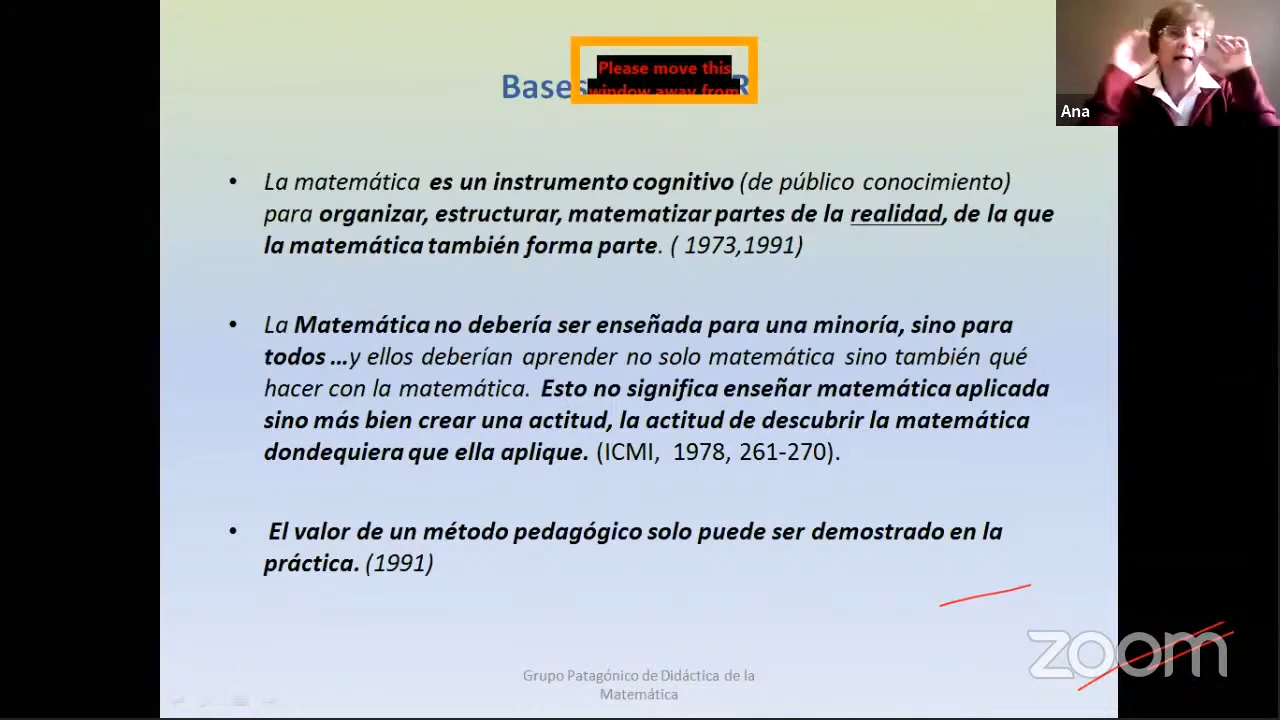 Please move this
window away from
Bases R
Ana
• La matemática es un instrumento cognitivo (de público conocimiento)
para organizar, estructurar, matematizar partes de la realidad, de la que
la matemática también forma parte. ( 1973,1991)
• La Matemática no debería ser enseñada para una minoría, sino para
todos ...y ellos deberían aprender no solo matemática sino también qué
hacer con la matemática. Esto no significa enseñar matemática aplicada
sino más bien crear una actitud, la actitud de descubrir la matemática
dondequiera que ella aplique. (ICMI, 1978, 261-270).
• El valor de un método pedagógico solo puede ser demostrado en la
práctica. (1991)
zoom
Grupo Patagónico de Didáctica de la
Matemática